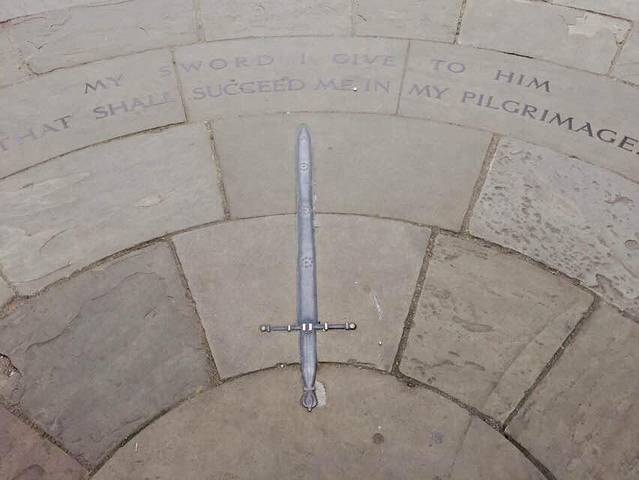 MY SWORD I GIVE TO HIM
THAT SHALL SUCCEED ME IN MY PILGRIMAGE.